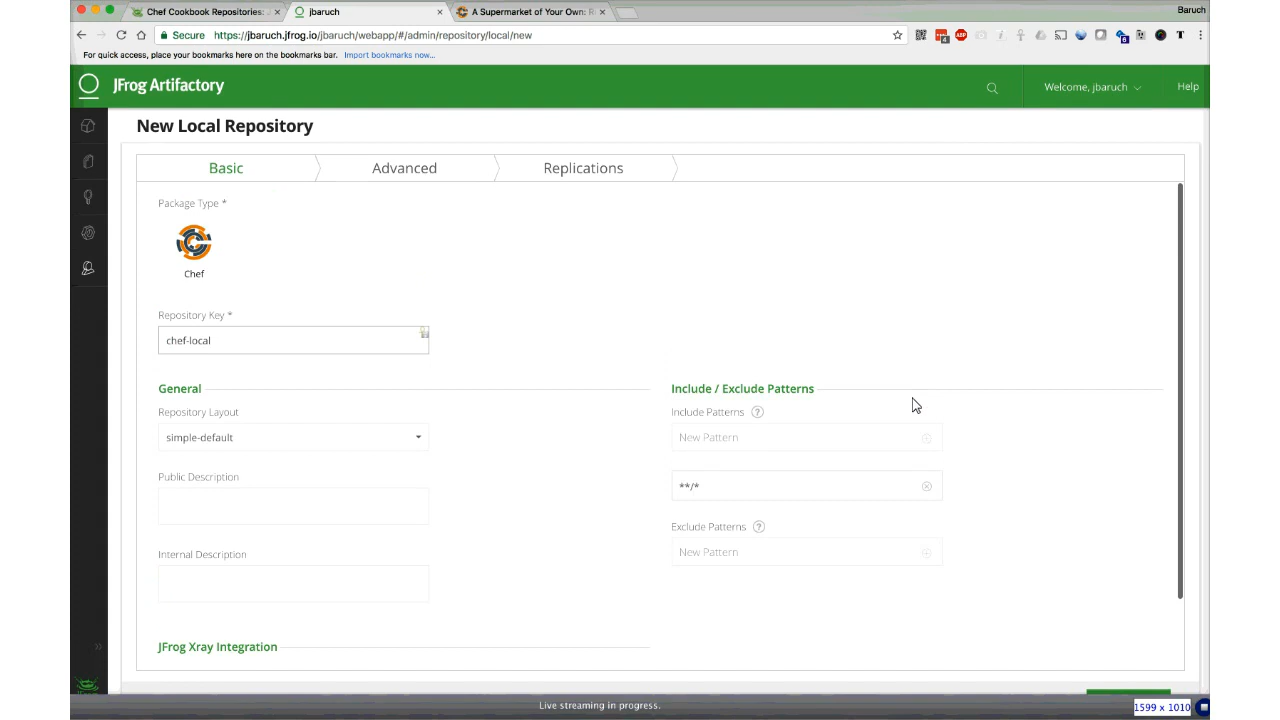 Chef Cookbook Repositories:
jbaruch
A Supermarket of Your Own:
Baruch
Secure https://jbaruch.jfrog.io/jbaruch/webapp/#/admin/repository/local/new
For quick access, place your bookmarks here on the bookmarks bar. Import bookmarks now...
JFrog Artifactory
Welcome, jbaruch
Help
New Local Repository
Basic
Advanced
Replications
Package Type *
Chef
Repository Key *
chef-local
General
Include / Exclude Patterns
Repository Layout
Include Patterns ?
simple-default
New Pattern
Public Description
**/*
Exclude Patterns ?
Internal Description
New Pattern
JFrog Xray Integration
Live streaming in progress.
1599 x 1010